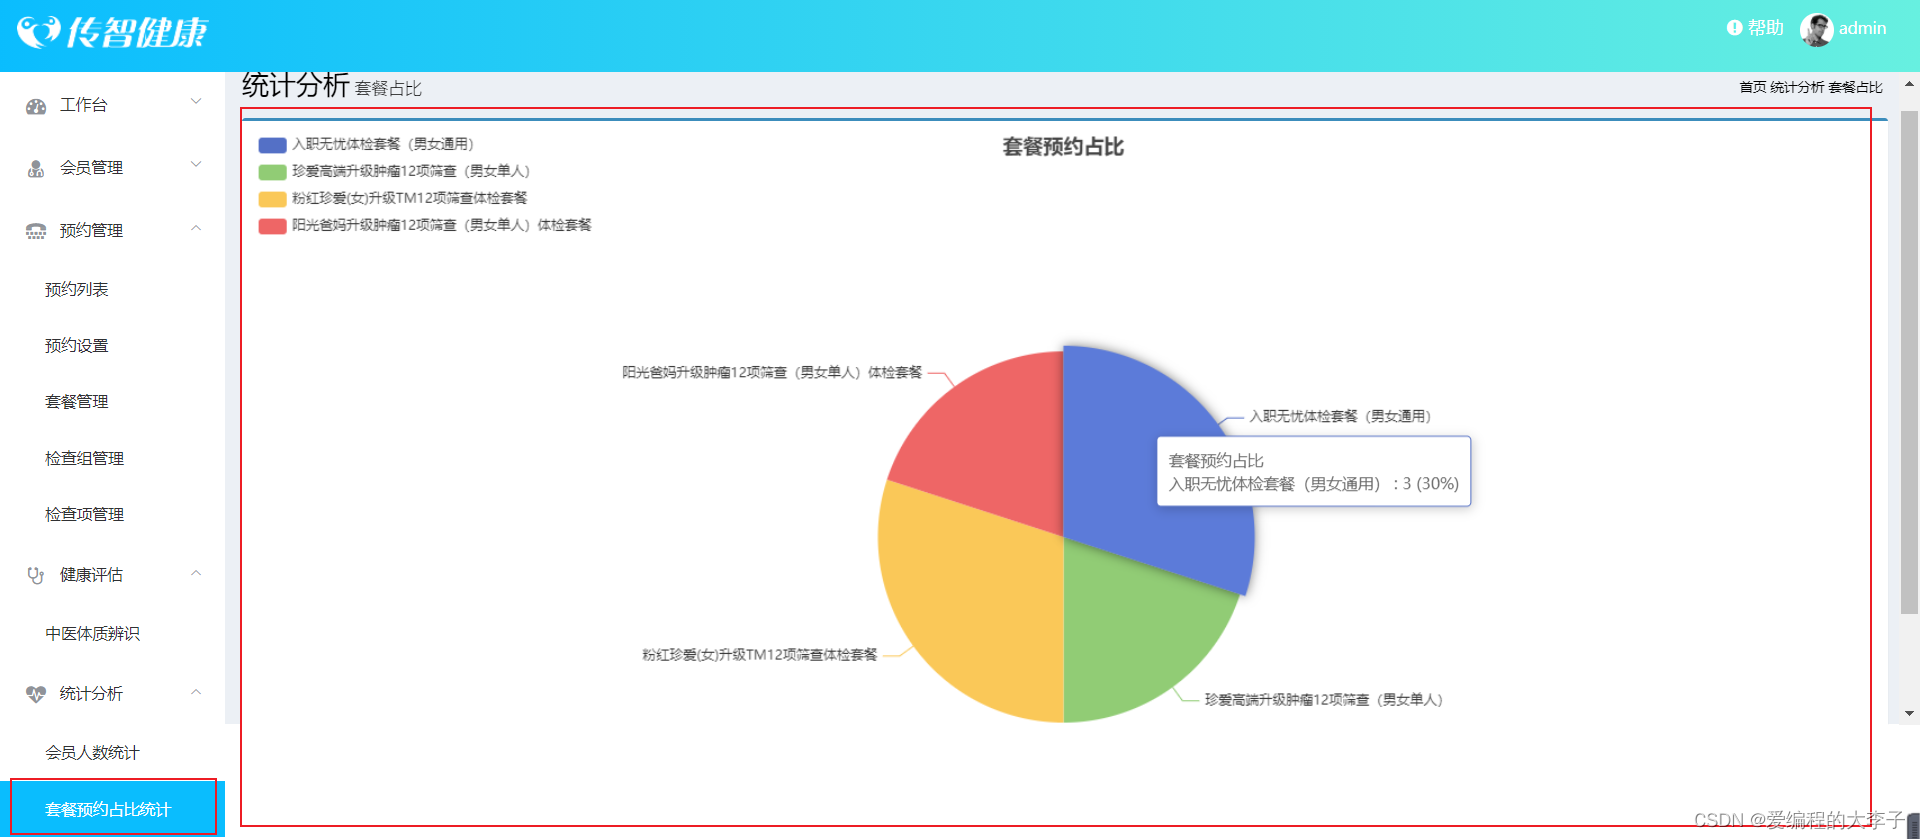 传智健康
帮助
admin
工作台
会员管理
预约管理
预约列表
预约设置
套餐管理
检查组管理
检查项管理
健康评估
中医体质辨识
统计分析
会员人数统计
套餐预约占比统计
统计分析 套餐占比
首页 统计分析 套餐占比
套餐预约占比
入职无忧体检套餐（男女通用）
珍爱高端升级肿瘤12项筛查（男女单人）
粉红珍爱(女)升级TM12项筛查体检套餐
阳光爸妈升级肿瘤12项筛查（男女单人）体检套餐
阳光爸妈升级肿瘤12项筛查（男女单人）体检套餐
入职无忧体检套餐（男女通用）
套餐预约占比
入职无忧体检套餐（男女通用）: 3 (30%)
粉红珍爱(女)升级TM12项筛查体检套餐
珍爱高端升级肿瘤12项筛查（男女单人）
CSDN @爱编程的大李子